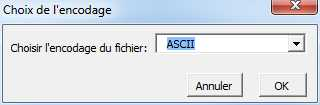 Choix de l'encodage
Choisir l'encodage du fichier: ASCII
Annuler OK